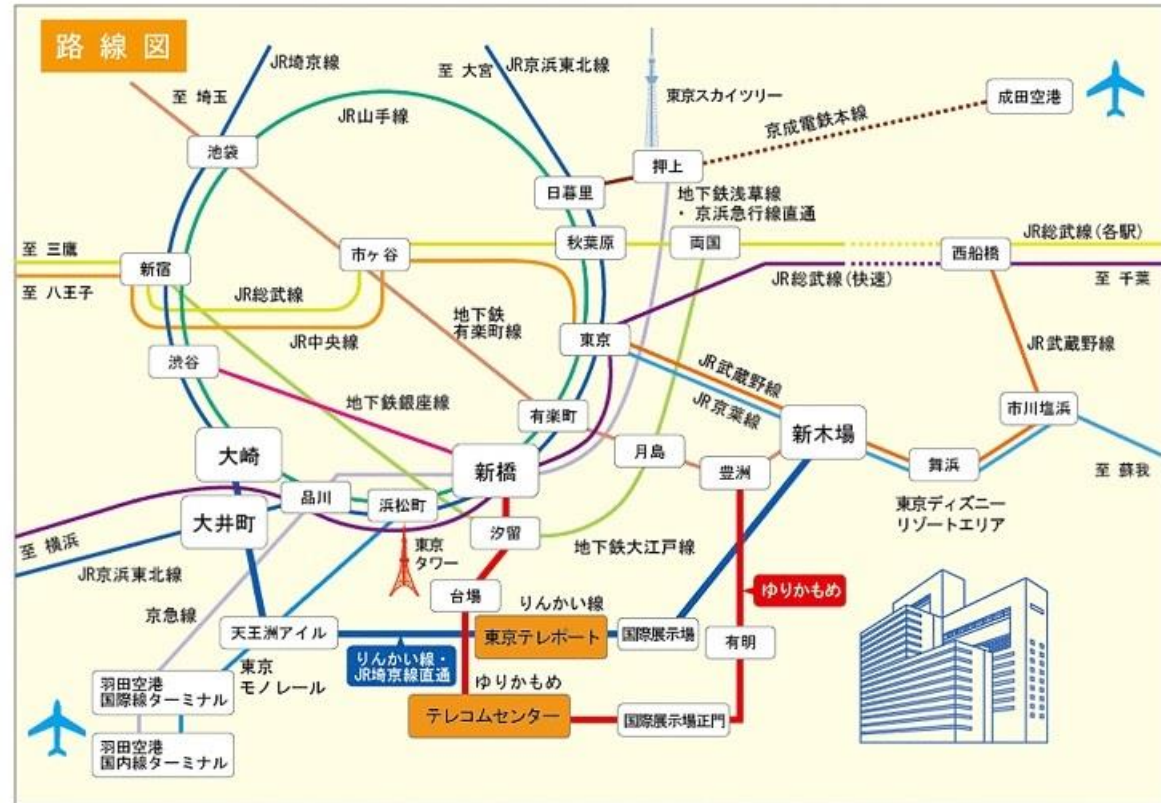 路線図
JR埼京線
至 大宮
JR京浜東北線
至 埼玉
JR山手線
東京スカイツリー
成田空港
京成電鉄本線
池袋
押上
日暮里
地下鉄浅草線
・京浜急行線直通
至 三鷹
新宿
市ヶ谷
秋葉原
両国
JR総武線(各駅)
西船橋
至 八王子
JR総武線
JR総武線(快速)
至 千葉
地下鉄
有楽町線
JR中央線
東京
JR武蔵野線
渋谷
JR武蔵野線
JR京葉線
地下鉄銀座線
有楽町
市川塩浜
新木場
大崎
新橋
月島
豊洲
舞浜
至 蘇我
品川
浜松町
東京ディズニー
リゾートエリア
大井町
汐留
至 横浜
東京
タワー
地下鉄大江戸線
JR京浜東北線
台場
りんかい線
ゆりかもめ
京急線
天王洲アイル
東京テレポート
国際展示場
有明
りんかい線・
JR埼京線直通
東京
モノレール
ゆりかもめ
羽田空港
国際線ターミナル
テレコムセンター
国際展示場正門
羽田空港
国内線ターミナル